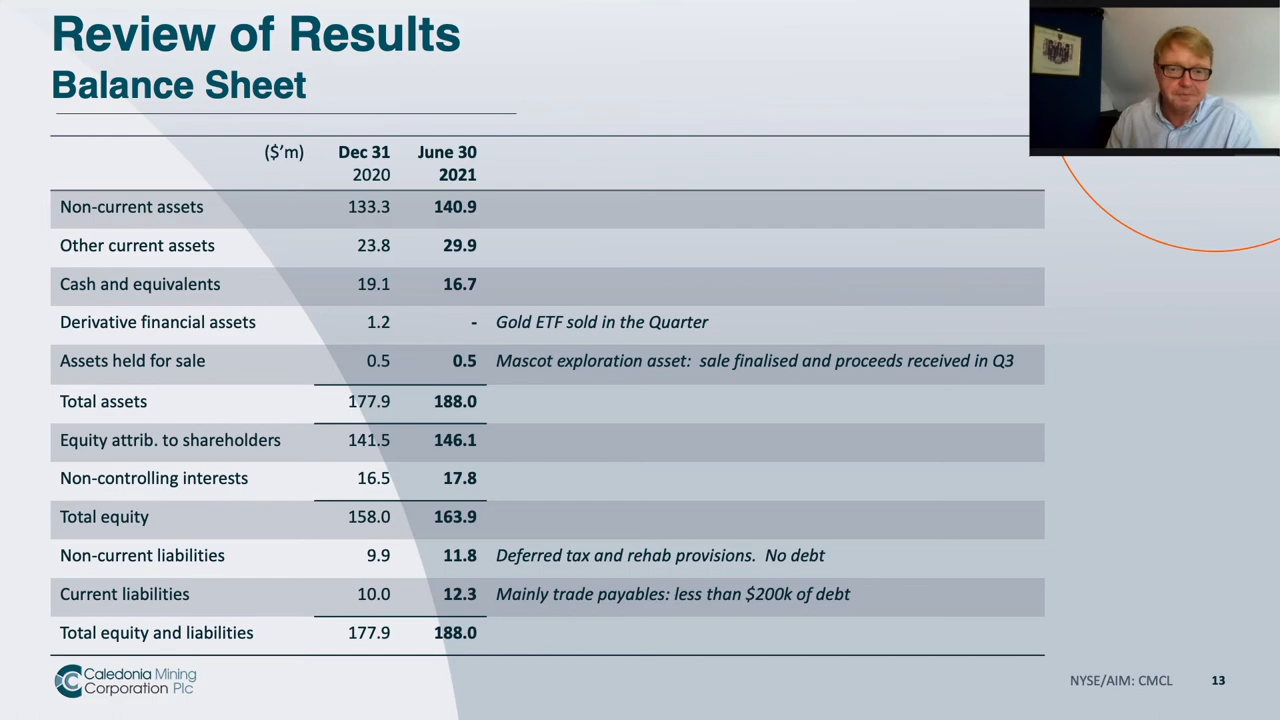 Review of Results
Balance Sheet
($'m) Dec 31 June 30
2020 2021
Non-current assets 133.3 140.9
Other current assets 23.8 29.9
Cash and equivalents 19.1 16.7
Derivative financial assets 1.2 - Gold ETF sold in the Quarter
Assets held for sale 0.5 0.5 Mascot exploration asset: sale finalised and proceeds received in Q3
Total assets 177.9 188.0
Equity attrib. to shareholders 141.5 146.1
Non-controlling interests 16.5 17.8
Total equity 158.0 163.9
Non-current liabilities 9.9 11.8 Deferred tax and rehab provisions. No debt
Current liabilities 10.0 12.3 Mainly trade payables: less than $200k of debt
Total equity and liabilities 177.9 188.0
Caledonia Mining
Corporation Plc
NYSE/AIM: CMCL 13